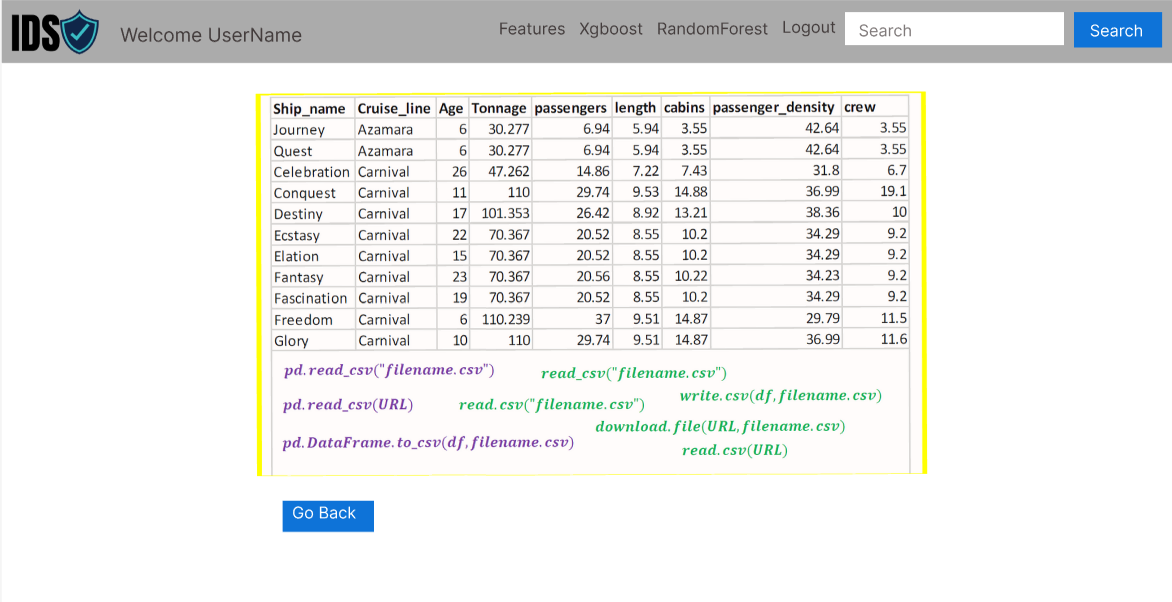 IDS Welcome UserName Features Xgboost RandomForest Logout Search Search
Ship_name Cruise_line Age Tonnage passengers length cabins passenger_density crew
Journey Azamara 6 30.277 6.94 5.94 3.55 42.64 3.55
Quest Azamara 6 30.277 6.94 5.94 3.55 42.64 3.55
Celebration Carnival 26 47.262 14.86 7.22 7.43 31.8 6.7
Conquest Carnival 11 110 29.74 9.53 14.88 36.99 19.1
Destiny Carnival 17 101.353 26.42 8.92 13.21 38.36 10
Ecstasy Carnival 22 70.367 20.52 8.55 10.2 34.29 9.2
Elation Carnival 15 70.367 20.52 8.55 10.2 34.29 9.2
Fantasy Carnival 23 70.367 20.56 8.55 10.22 34.23 9.2
Fascination Carnival 19 70.367 20.52 8.55 10.2 34.29 9.2
Freedom Carnival 6 110.239 37 9.51 14.87 29.79 11.5
Glory Carnival 10 110 29.74 9.51 14.87 36.99 11.6
pd.read_csv("filename.csv")
read_csv("filename.csv")
write.csv(df,filename.csv)
pd.read_csv(URL)
read.csv("filename.csv")
download.file(URL,filename.csv)
pd.DataFrame.to_csv(df,filename.csv)
read.csv(URL)
Go Back